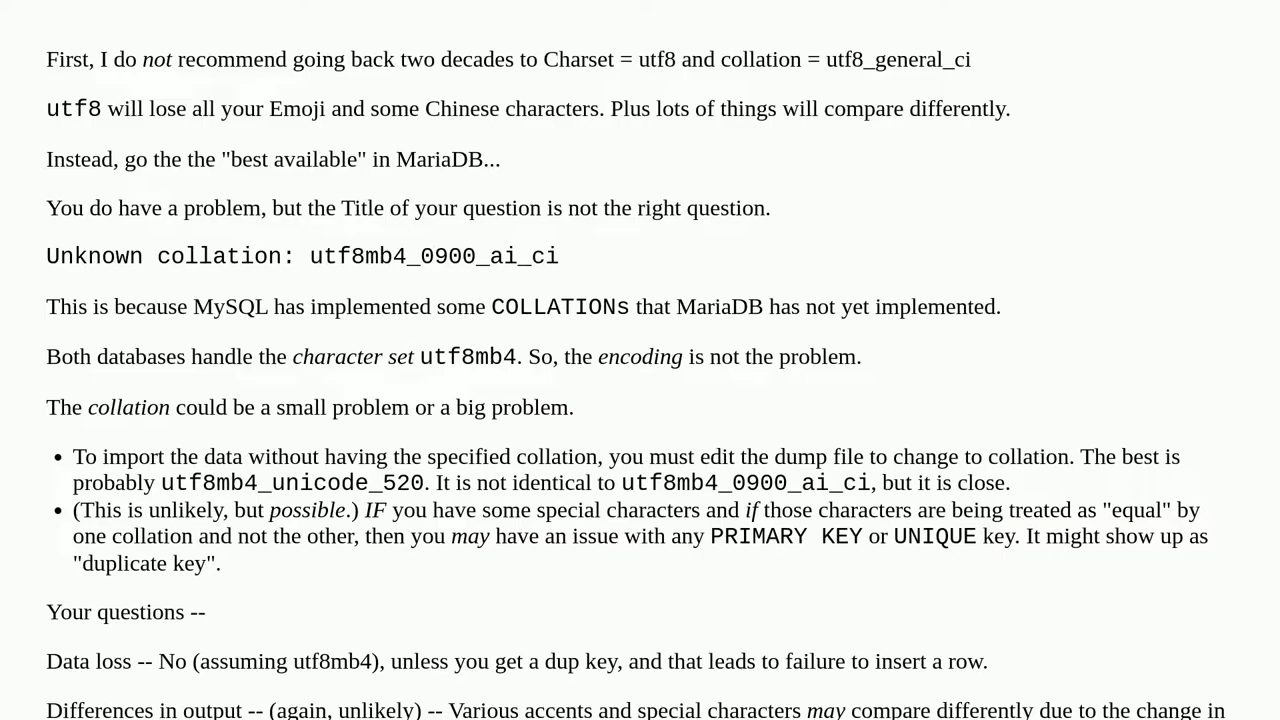 First, I do not recommend going back two decades to Charset = utf8 and collation = utf8_general_ci
utf8 will lose all your Emoji and some Chinese characters. Plus lots of things will compare differently.
Instead, go the the "best available" in MariaDB...
You do have a problem, but the Title of your question is not the right question.
Unknown collation: utf8mb4_0900_ai_ci
This is because MySQL has implemented some COLLATIONs that MariaDB has not yet implemented.
Both databases handle the character set utf8mb4. So, the encoding is not the problem.
The collation could be a small problem or a big problem.
• To import the data without having the specified collation, you must edit the dump file to change to collation. The best is
probably utf8mb4_unicode_520. It is not identical to utf8mb4_0900_ai_ci, but it is close.
• (This is unlikely, but possible.) IF you have some special characters and if those characters are being treated as "equal" by
one collation and not the other, then you may have an issue with any PRIMARY KEY or UNIQUE key. It might show up as
"duplicate key".
Your questions --
Data loss -- No (assuming utf8mb4), unless you get a dup key, and that leads to failure to insert a row.
Differences in output -- (again, unlikely) -- Various accents and special characters may compare differently due to the change in